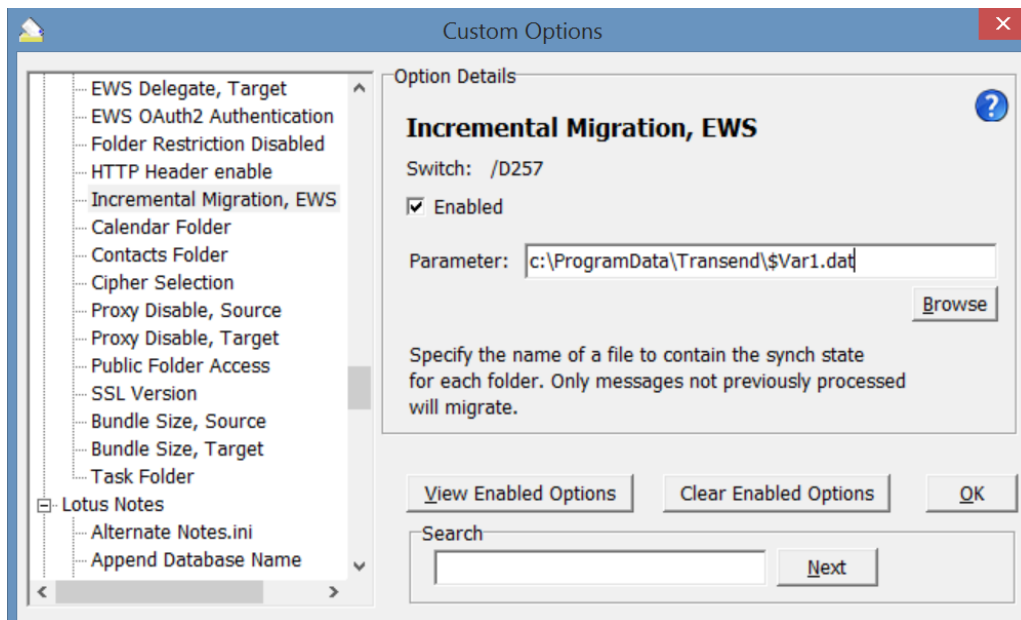 Custom Options
EWS Delegate, Target
EWS OAuth2 Authentication
Folder Restriction Disabled
HTTP Header enable
Incremental Migration, EWS
Calendar Folder
Contacts Folder
Cipher Selection
Proxy Disable, Source
Proxy Disable, Target
Public Folder Access
SSL Version
Bundle Size, Source
Bundle Size, Target
Task Folder
Lotus Notes
Alternate Notes.ini
Append Database Name
Option Details
Incremental Migration, EWS
Switch: /D257
Enabled
Parameter: c:\ProgramData\Transend\$Var1.dat
Browse
Specify the name of a file to contain the synch state
for each folder. Only messages not previously processed
will migrate.
View Enabled Options Clear Enabled Options OK
Search
Next